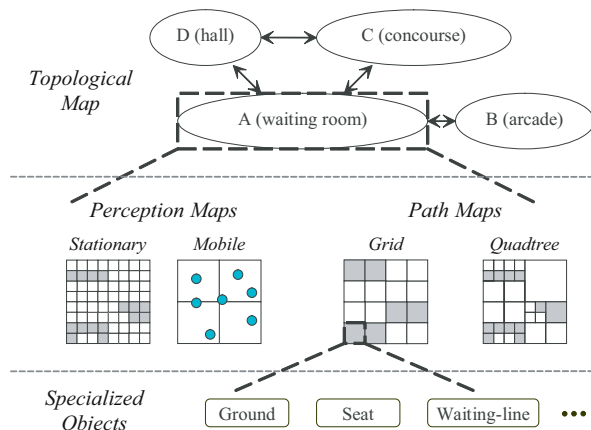 D (hall)
C (concourse)
Topological
Map
A (waiting room)
B (arcade)
Perception Maps
Path Maps
Stationary
Mobile
Grid
Quadtree
Specialized
Objects
Ground
Seat
Waiting-line
•••